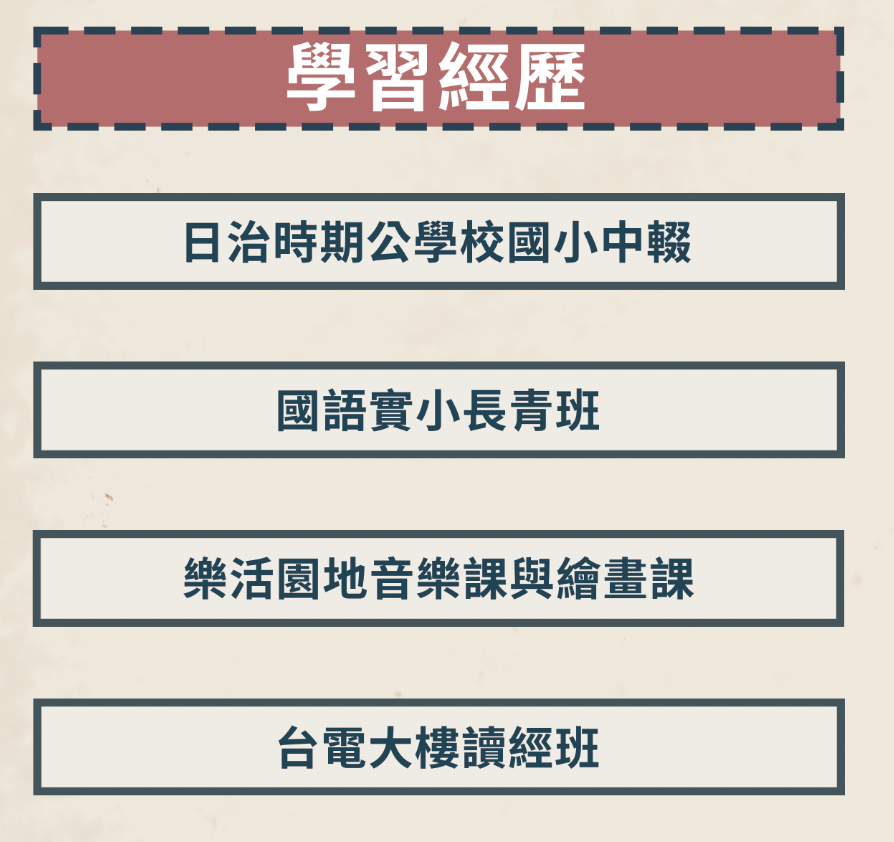 學習經歷
日治時期公學校國小中輟
國語實小長青班
樂活園地音樂課與繪畫課
台電大樓讀經班